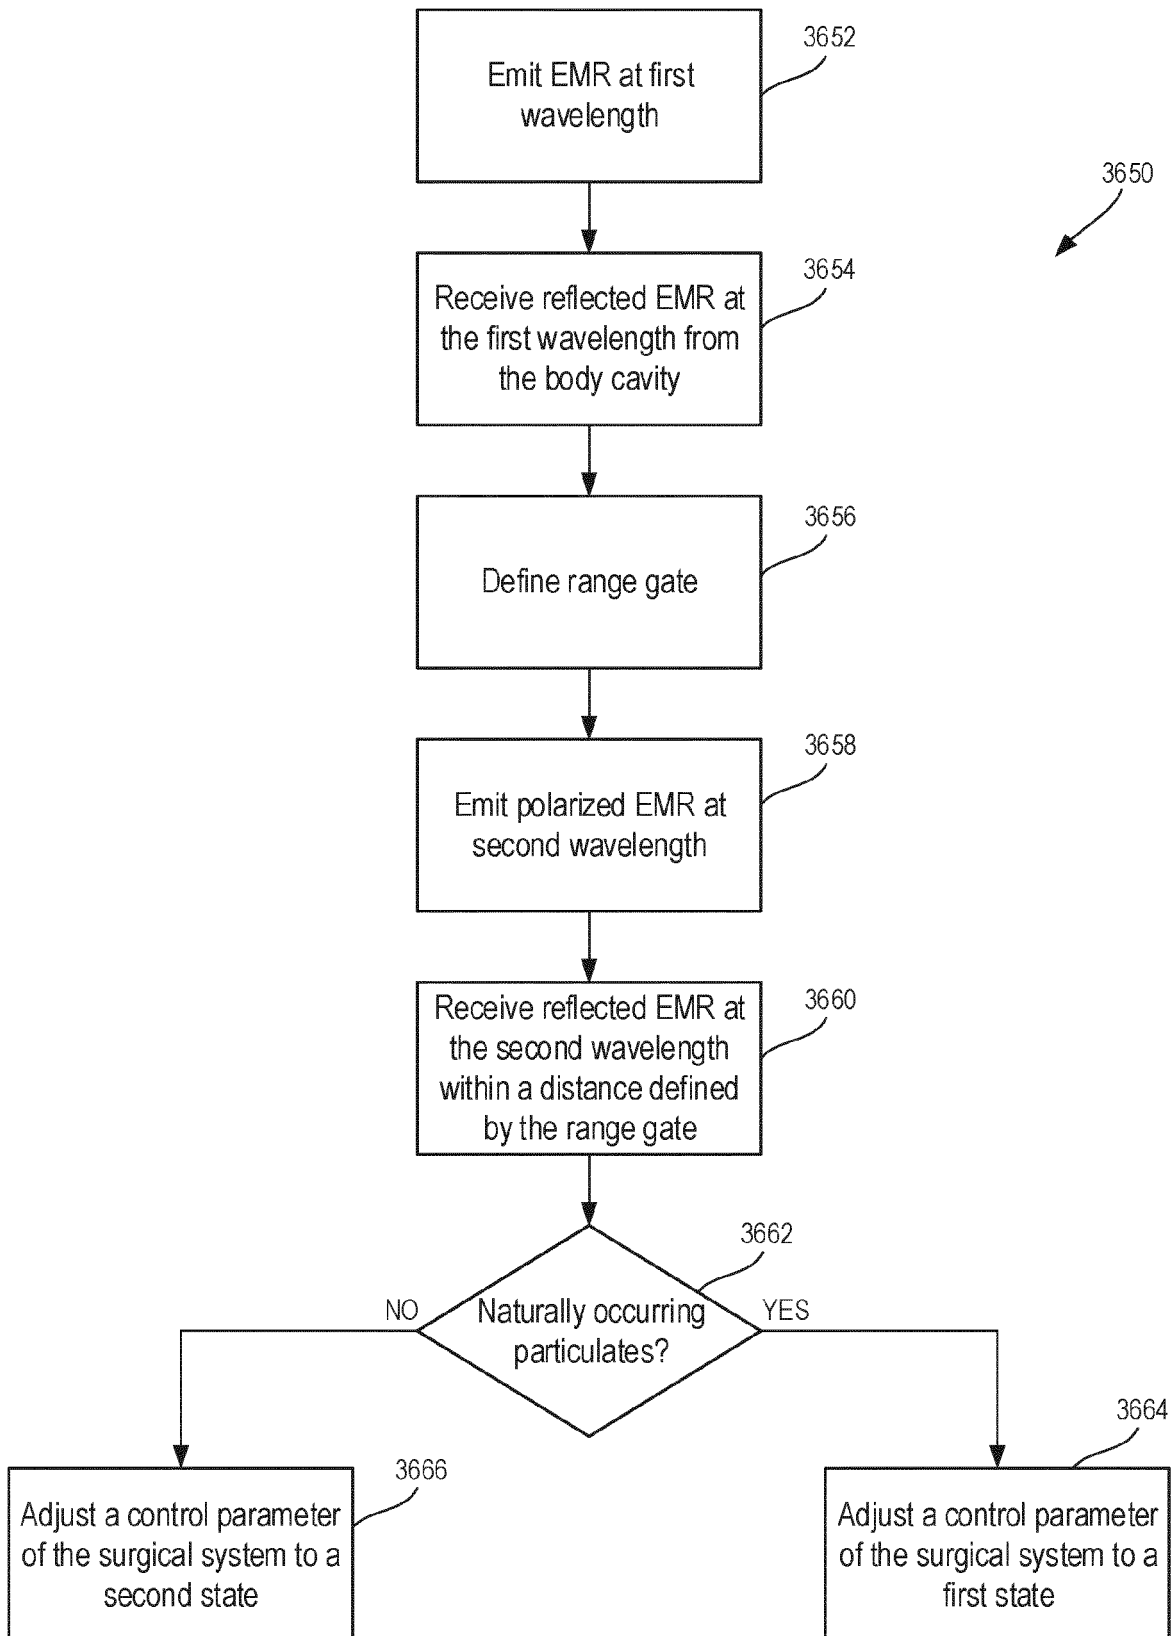 3652
Emit EMR at first
wavelength
3650
3654
Receive reflected EMR at
the first wavelength from
the body cavity
3656
Define range gate
3658
Emit polarized EMR at
second wavelength
3660
Receive reflected EMR at
the second wavelength
within a distance defined
by the range gate
3662
NO
Naturally occurring
particulates?
YES
3666
Adjust a control parameter
of the surgical system to a
second state
3664
Adjust a control parameter
of the surgical system to a
first state